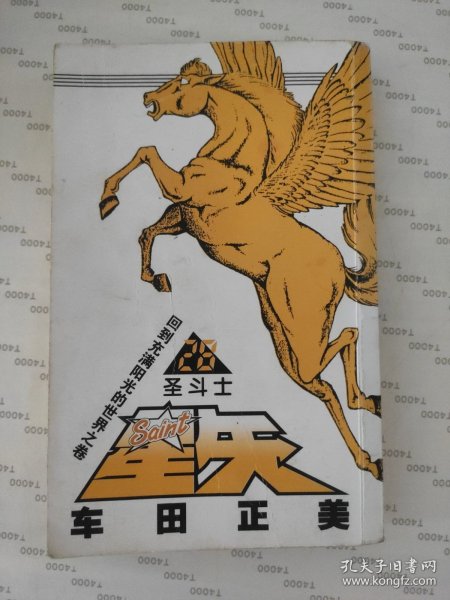 28
圣斗士
星矢
Saint
回到充满阳光的世界之卷
车田正美
T4000
孔夫子旧书网
www.kongfz.com